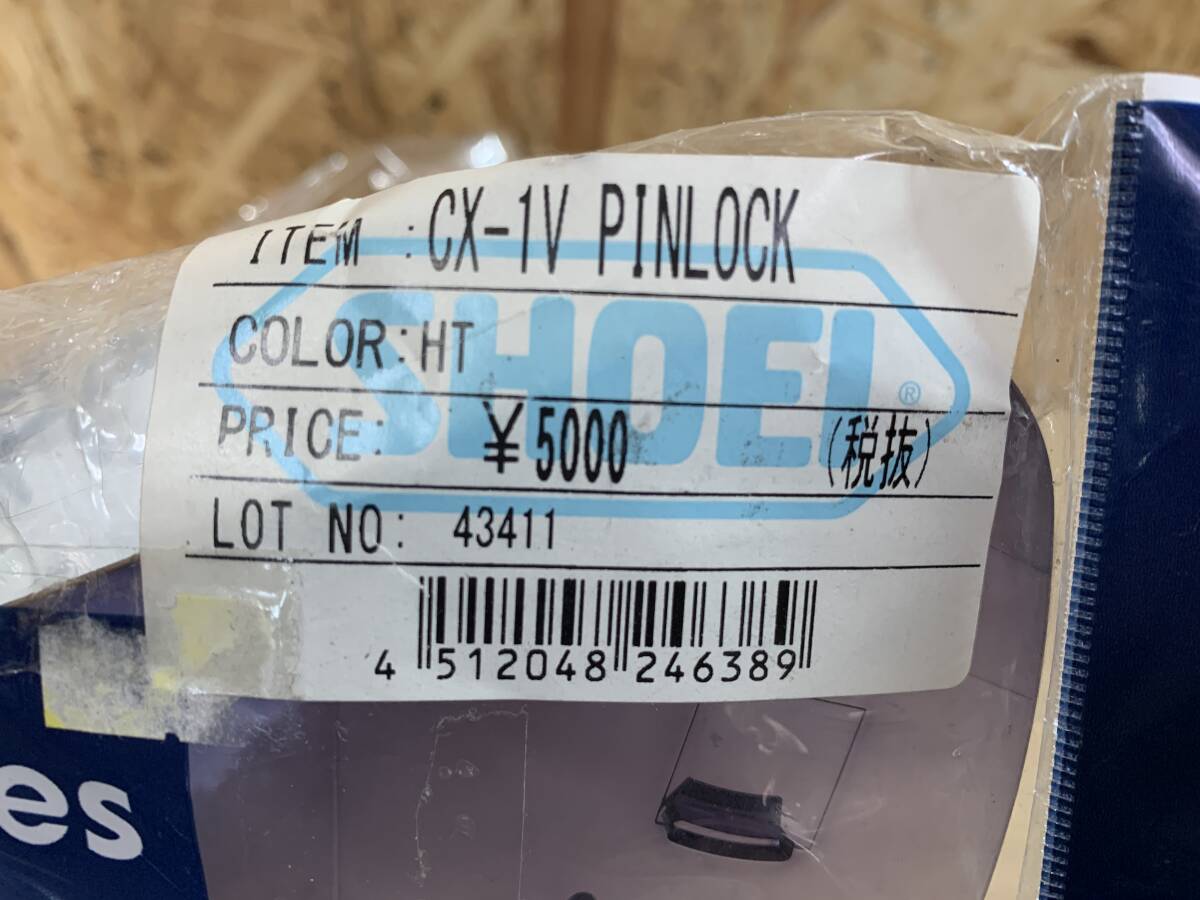 ITEM : CX-1V PINLOCK
SHOEI®
COLOR: HT
PRICE: ¥5000 (税抜)
LOT NO: 43411
4 512048 246389
es